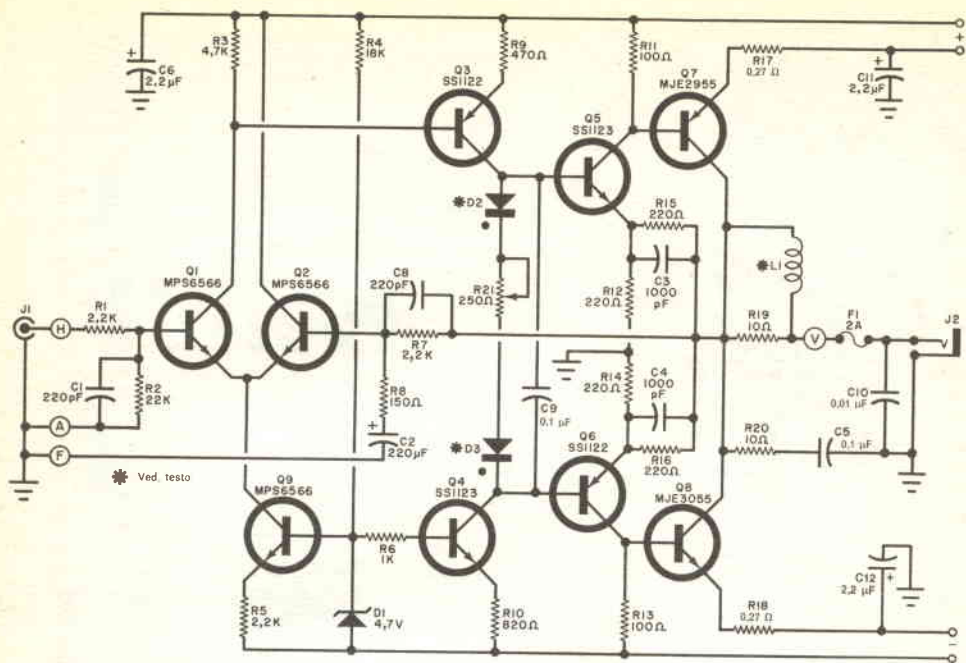 +
C6
2,2µF
R3
4,7K
R4
18K
R9
470Ω
R11
100Ω
Q7
MJE2955
R17
0,27 Ω
+
+
C11
2,2µF
Q3
SS1122
Q5
SS1123
✱D2
R15
220Ω
R21
250Ω
R12
220Ω
C3
1000
pF
✱L1
Q1
MPS6566
Q2
MPS6566
C8
220pF
R7
2,2K
J1
H
R1
2,2K
R19
10Ω
V
F1
2A
J2
C1
220pF
R2
22K
A
F
R8
150Ω
+
C2
220µF
C9
0,1 µF
R14
220Ω
C4
1000
pF
C10
0,01 µF
R20
10Ω
C5
0,1 µF
✱ Ved. testo
✱D3
R16
220Ω
Q6
SS1122
Q9
MPS6566
Q4
SS1123
R6
1K
Q8
MJE3055
C12
2,2 µF
+
R5
2,2K
D1
4,7V
R10
820Ω
R13
100Ω
R18
0,27 Ω
−